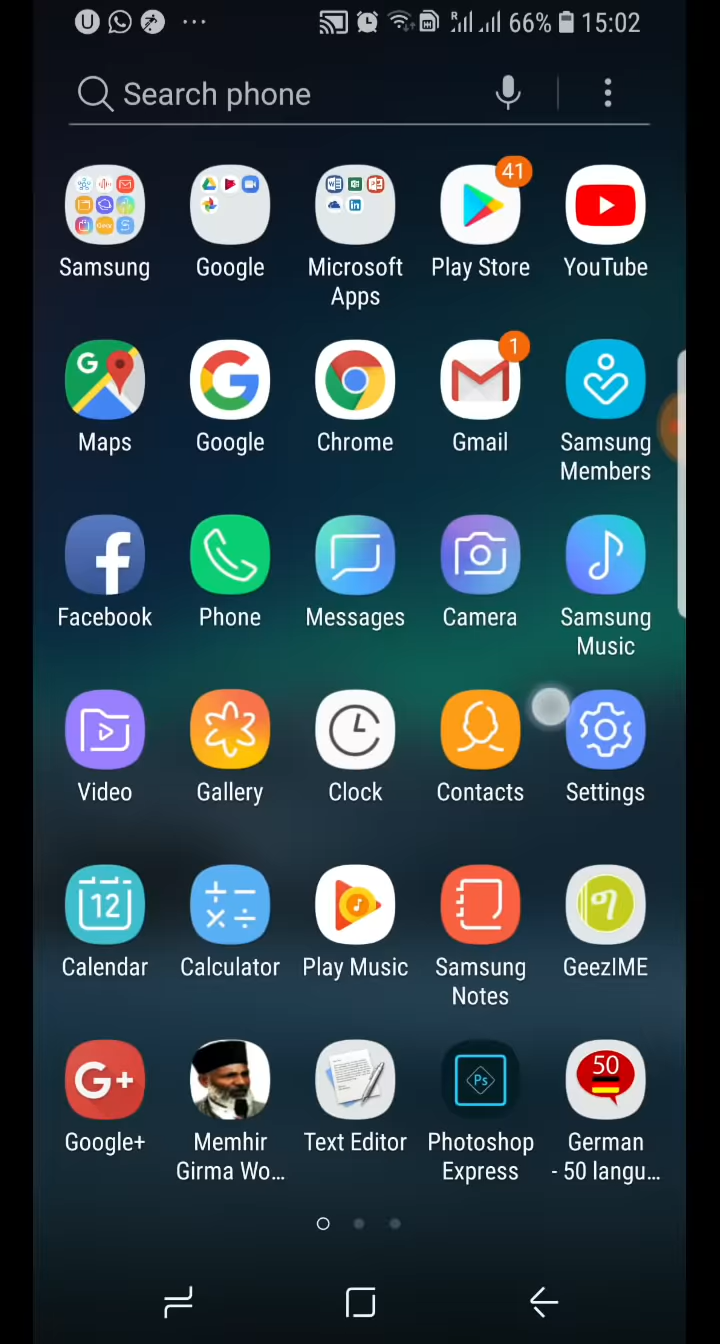 U ... R 66% 15:02
Search phone
41
Samsung Google Microsoft Apps Play Store YouTube
G 1
Maps Google Chrome Gmail Samsung Members
Facebook Phone Messages Camera Samsung Music
Video Gallery Clock Contacts Settings
12 ግ
Calendar Calculator Play Music Samsung Notes GeezIME
G+ Ps 50
Google+ Memhir Girma Wo... Text Editor Photoshop Express German - 50 langu...